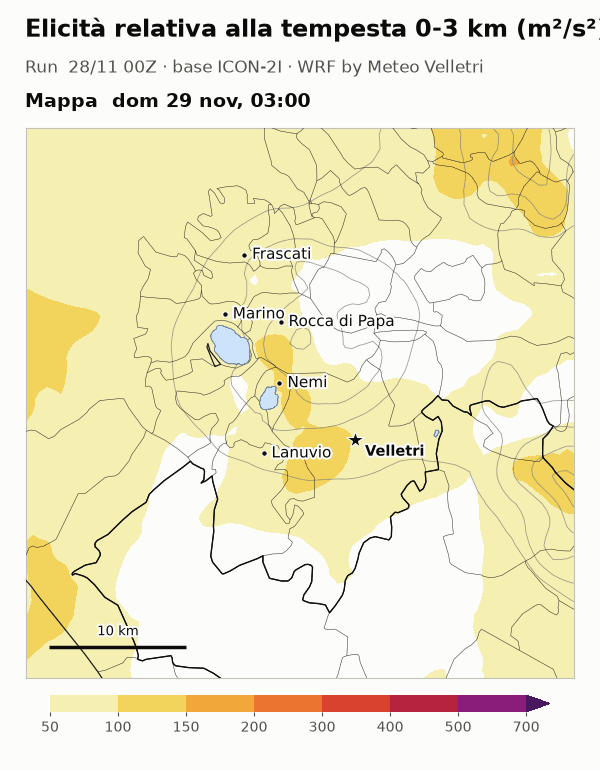 Elicità relativa alla tempesta 0-3 km (m²/s²)
Run  28/11 00Z · base ICON-2I · WRF by Meteo Velletri
Mappa  dom 29 nov, 03:00
Frascati
Marino
Rocca di Papa
Nemi
Velletri
Lanuvio
10 km
50 100 150 200 300 400 500 700